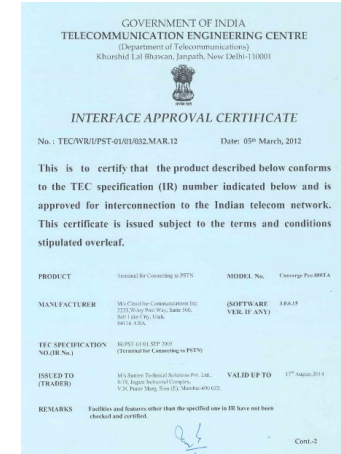 GOVERNMENT OF INDIA
TELECOMMUNICATION ENGINEERING CENTRE
(Department of Telecommunications)
Khurshid Lal Bhawan, Janpath, New Delhi-110001
INTERFACE APPROVAL CERTIFICATE
No. : TEC/WR/I/PST-01/01/032.MAR.12 Date: 05th March, 2012
This is to certify that the product described below conforms
to the TEC specification (IR) number indicated below and is
approved for interconnection to the Indian telecom network.
This certificate is issued subject to the terms and conditions
stipulated overleaf.
PRODUCT Terminal for Connecting to PSTN MODEL No. Converge Pro 880TA
MANUFACTURER M/s ClearOne Communications Inc. (SOFTWARE 3.0.6.15
5225, Wiley Post Way, Suite 500, VER. IF ANY)
Salt Lake City, Utah,
84116 USA.
TEC SPECIFICATION IR/PST-01/01.SEP 2005
NO.(IR No.) (Terminal for Connecting to PSTN)
ISSUED TO M/s Technical Solutions Pvt. Ltd., VALID UP TO 17th August, 2014
(TRADER) Industrial Complex,
V.N. Purav Marg, Sion (E), Mumbai-400 022.
REMARKS Facilities and features other than the specified one in IR have not been
checked and certified.
Cont.-2